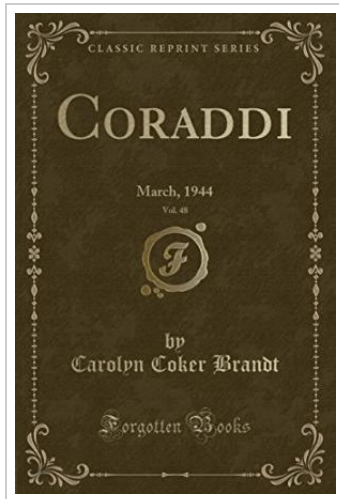 CLASSIC REPRINT SERIES
CORADDI
March, 1944
Vol. 48
F
by
Carolyn Coker Brandt
Forgotten Books